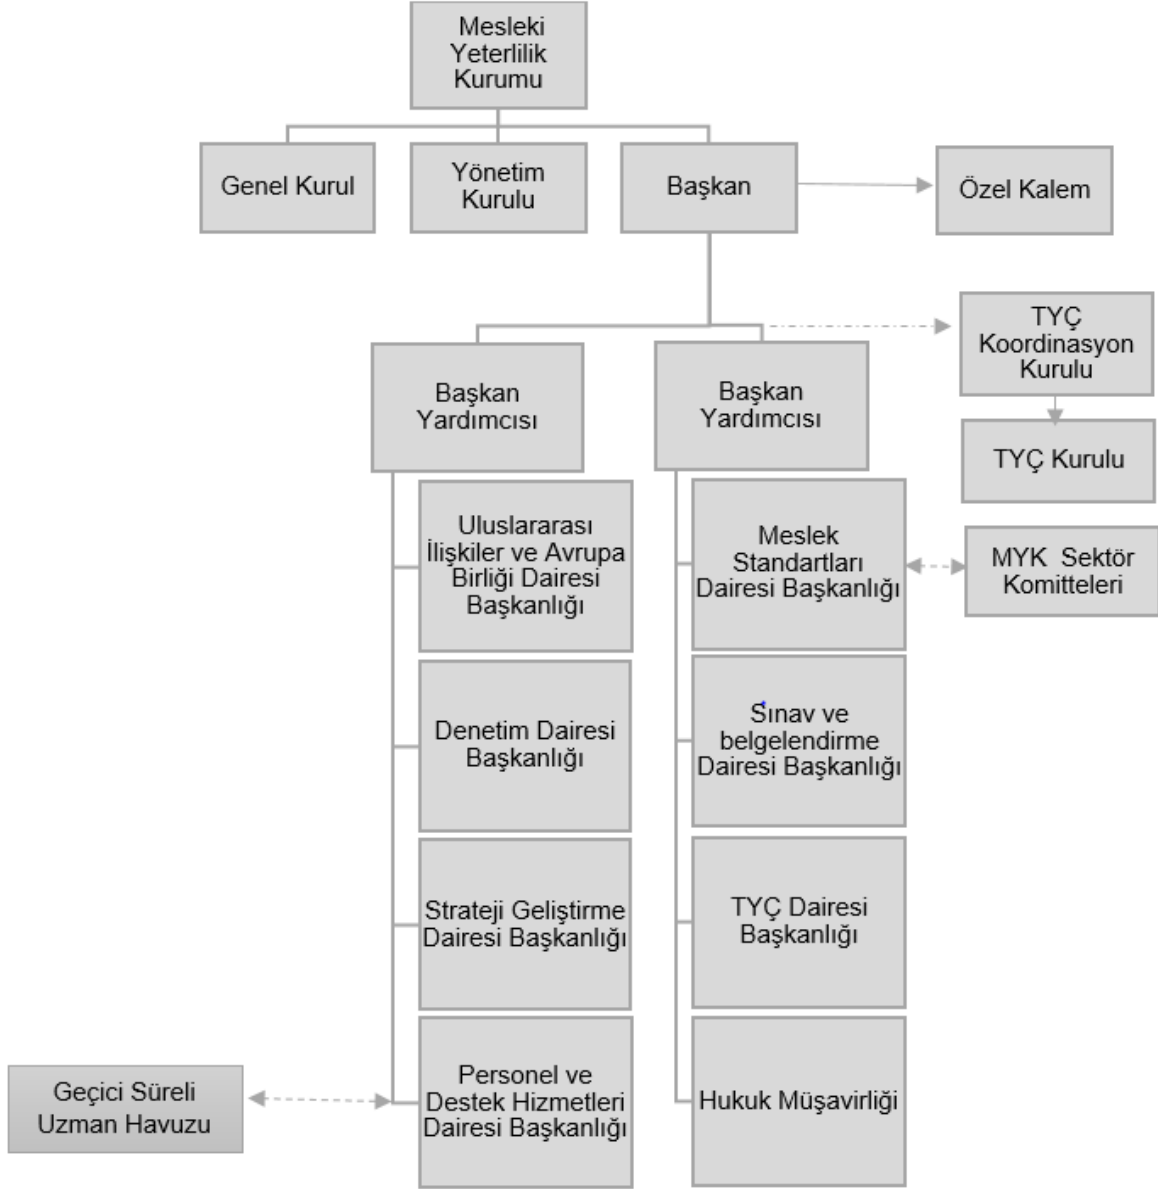 Mesleki
Yeterlilik
Kurumu
Genel Kurul
Yönetim
Kurulu
Başkan
Özel Kalem
TYÇ
Koordinasyon
Kurulu
TYÇ Kurulu
Başkan
Yardımcısı
Başkan
Yardımcısı
Uluslararası
İlişkiler ve Avrupa
Birliği Dairesi
Başkanlığı
Meslek
Standartları
Dairesi Başkanlığı
MYK Sektör
Komitteleri
Denetim Dairesi
Başkanlığı
Sınav ve
belgelendirme
Dairesi Başkanlığı
Strateji Geliştirme
Dairesi Başkanlığı
TYÇ Dairesi
Başkanlığı
Geçici Süreli
Uzman Havuzu
Personel ve
Destek Hizmetleri
Dairesi Başkanlığı
Hukuk Müşavirliği